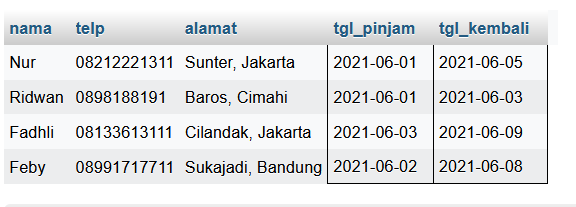 nama telp alamat tgl_pinjam tgl_kembali
Nur 08212221311 Sunter, Jakarta 2021-06-01 2021-06-05
Ridwan 0898188191 Baros, Cimahi 2021-06-01 2021-06-03
Fadhli 08133613111 Cilandak, Jakarta 2021-06-03 2021-06-09
Feby 08991717711 Sukajadi, Bandung 2021-06-02 2021-06-08